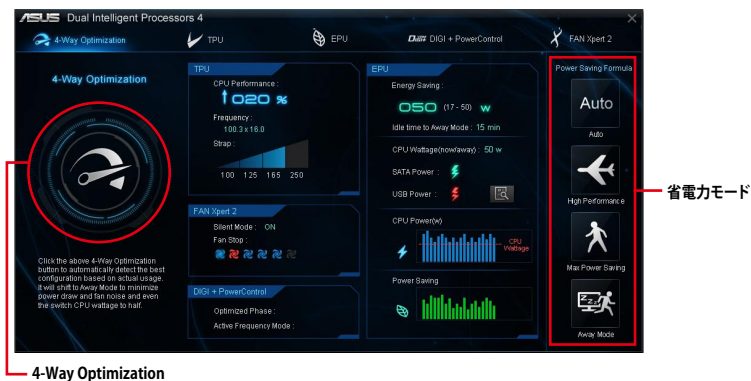 ASUS Dual Intelligent Processors 4
4-Way Optimization
TPU
EPU
DIGI+ DIGI + PowerControl
FAN Xpert 2
4-Way Optimization
Click the above 4-Way Optimization
button to automatically detect the best
configuration based on actual usage.
It will shift to Away Mode to minimize
power draw and fan noise and even
the switch CPU wattage to half.
TPU
CPU Performance :
020 %
Frequency :
100.3 x 16.0
Strap :
100 125 165 250
FAN Xpert 2
Silent Mode : ON
Fan Stop :
DIGI + PowerControl
Optimized Phase :
Active Frequency Mode :
EPU
Energy Saving :
050 (17 - 50) w
Idle time to Away Mode : 15 min
CPU Wattage(now/away) : 50 w
SATA Power :
USB Power :
CPU Power(w)
CPU
Wattage
Power Saving
Power Saving Formula
Auto
Auto
High Performance
Max Power Saving
Zzz
Away Mode
省電力モード
4-Way Optimization